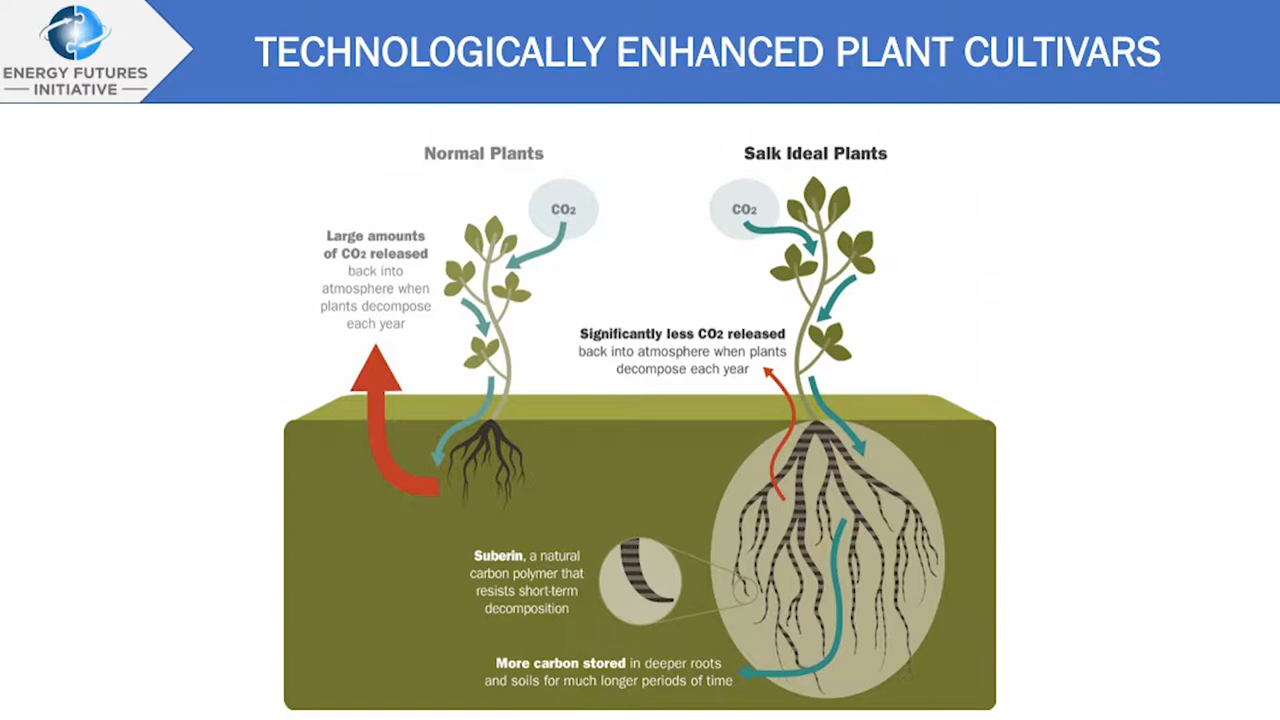 ENERGY FUTURES
INITIATIVE
TECHNOLOGICALLY ENHANCED PLANT CULTIVARS
Normal Plants
Salk Ideal Plants
CO2
CO2
Large amounts
of CO2 released
back into
atmosphere when
plants decompose
each year
Significantly less CO2 released
back into atmosphere when plants
decompose each year
Suberin, a natural
carbon polymer that
resists short-term
decomposition
More carbon stored in deeper roots
and soils for much longer periods of time